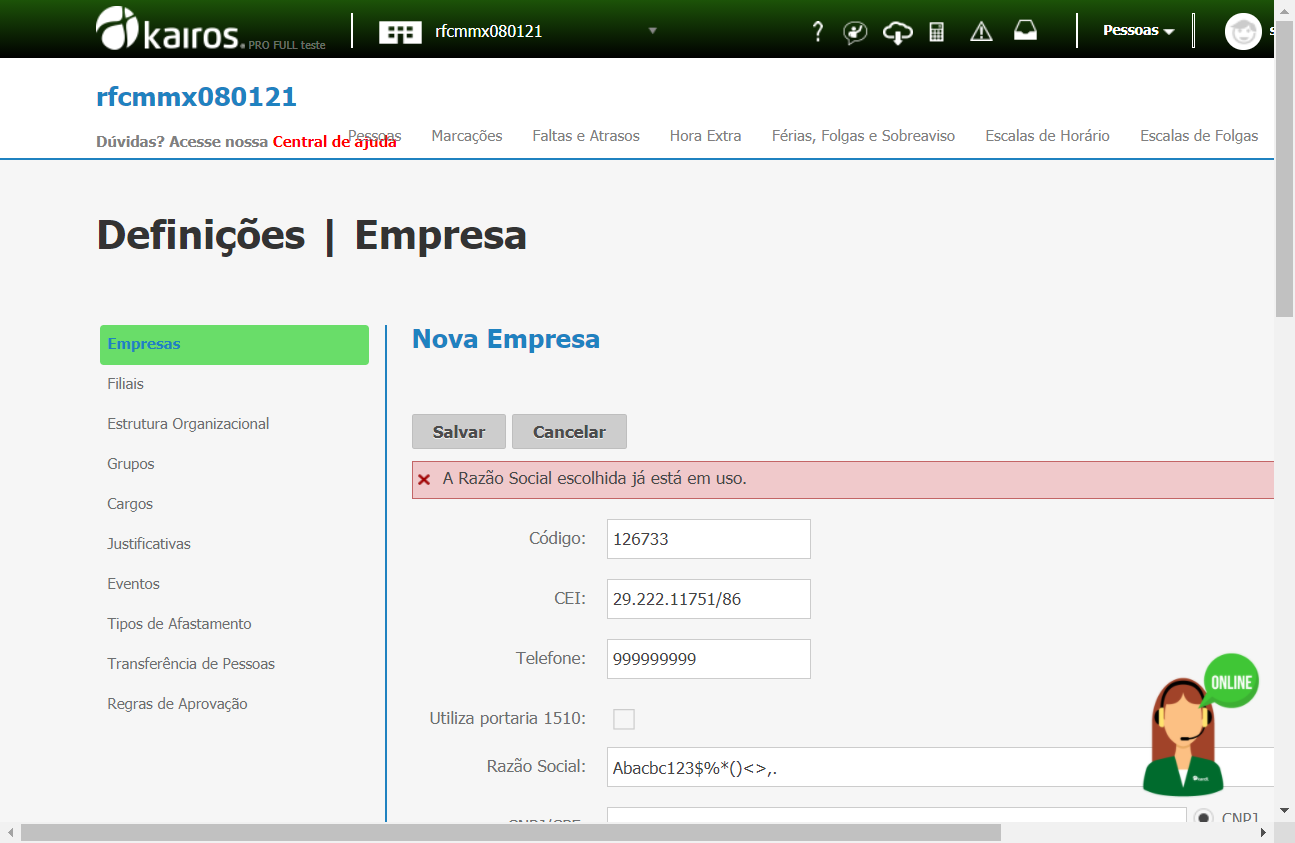 kairos. PRO FULL teste
rfcmmx080121
?
Pessoas
rfcmmx080121
Dúvidas? Acesse nossa Central de ajuda
Pessoas Marcações Faltas e Atrasos Hora Extra Férias, Folgas e Sobreaviso Escalas de Horário Escalas de Folgas
Definições | Empresa
Empresas
Filiais
Estrutura Organizacional
Grupos
Cargos
Justificativas
Eventos
Tipos de Afastamento
Transferência de Pessoas
Regras de Aprovação
Nova Empresa
Salvar Cancelar
A Razão Social escolhida já está em uso.
Código: 126733
CEI: 29.222.11751/86
Telefone: 999999999
Utiliza portaria 1510:
Razão Social: Abacbc123$%*()<>,.
CNPJ/CPF: CNPJ
ONLINE